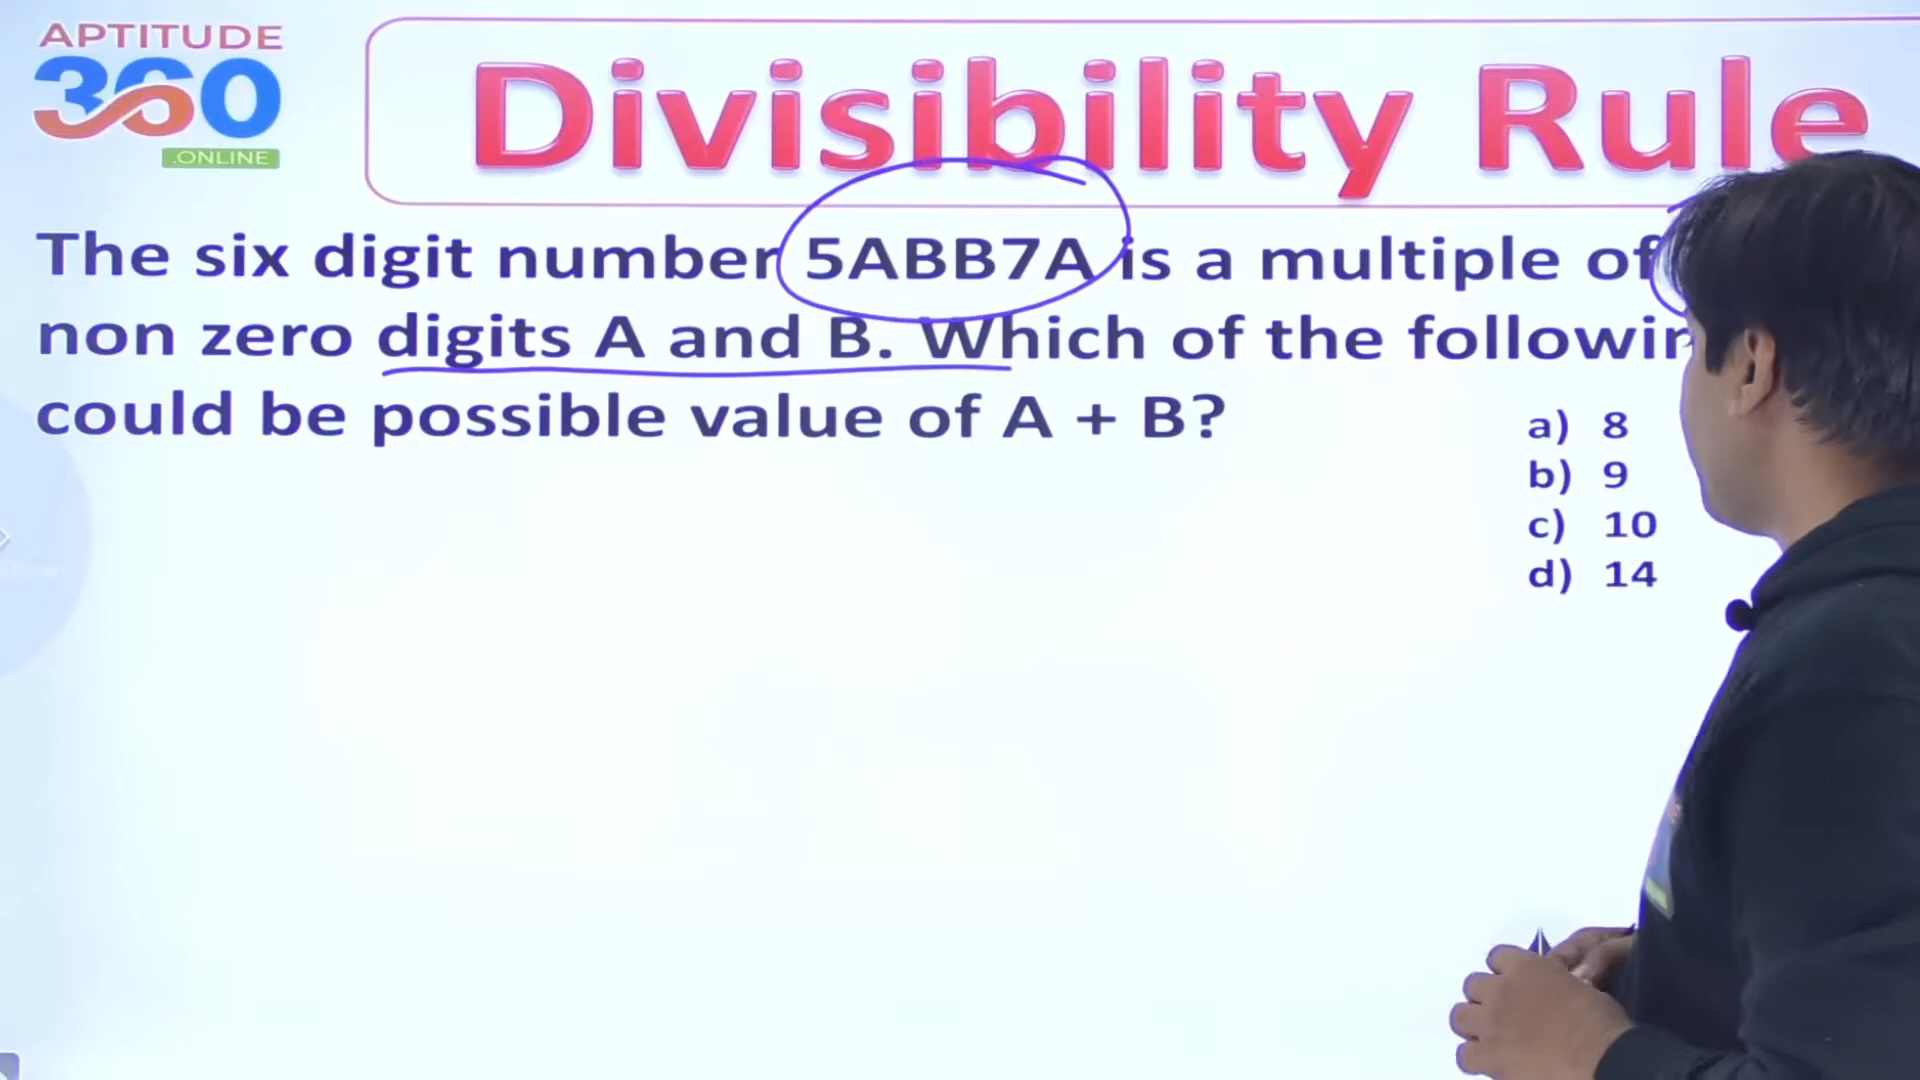 APTITUDE
360
.ONLINE
Divisibility Rule
The six digit number 5ABB7A is a multiple of
non zero digits A and B. Which of the
could be possible value of A + B?
a) 8
b) 9
c) 10
d) 14